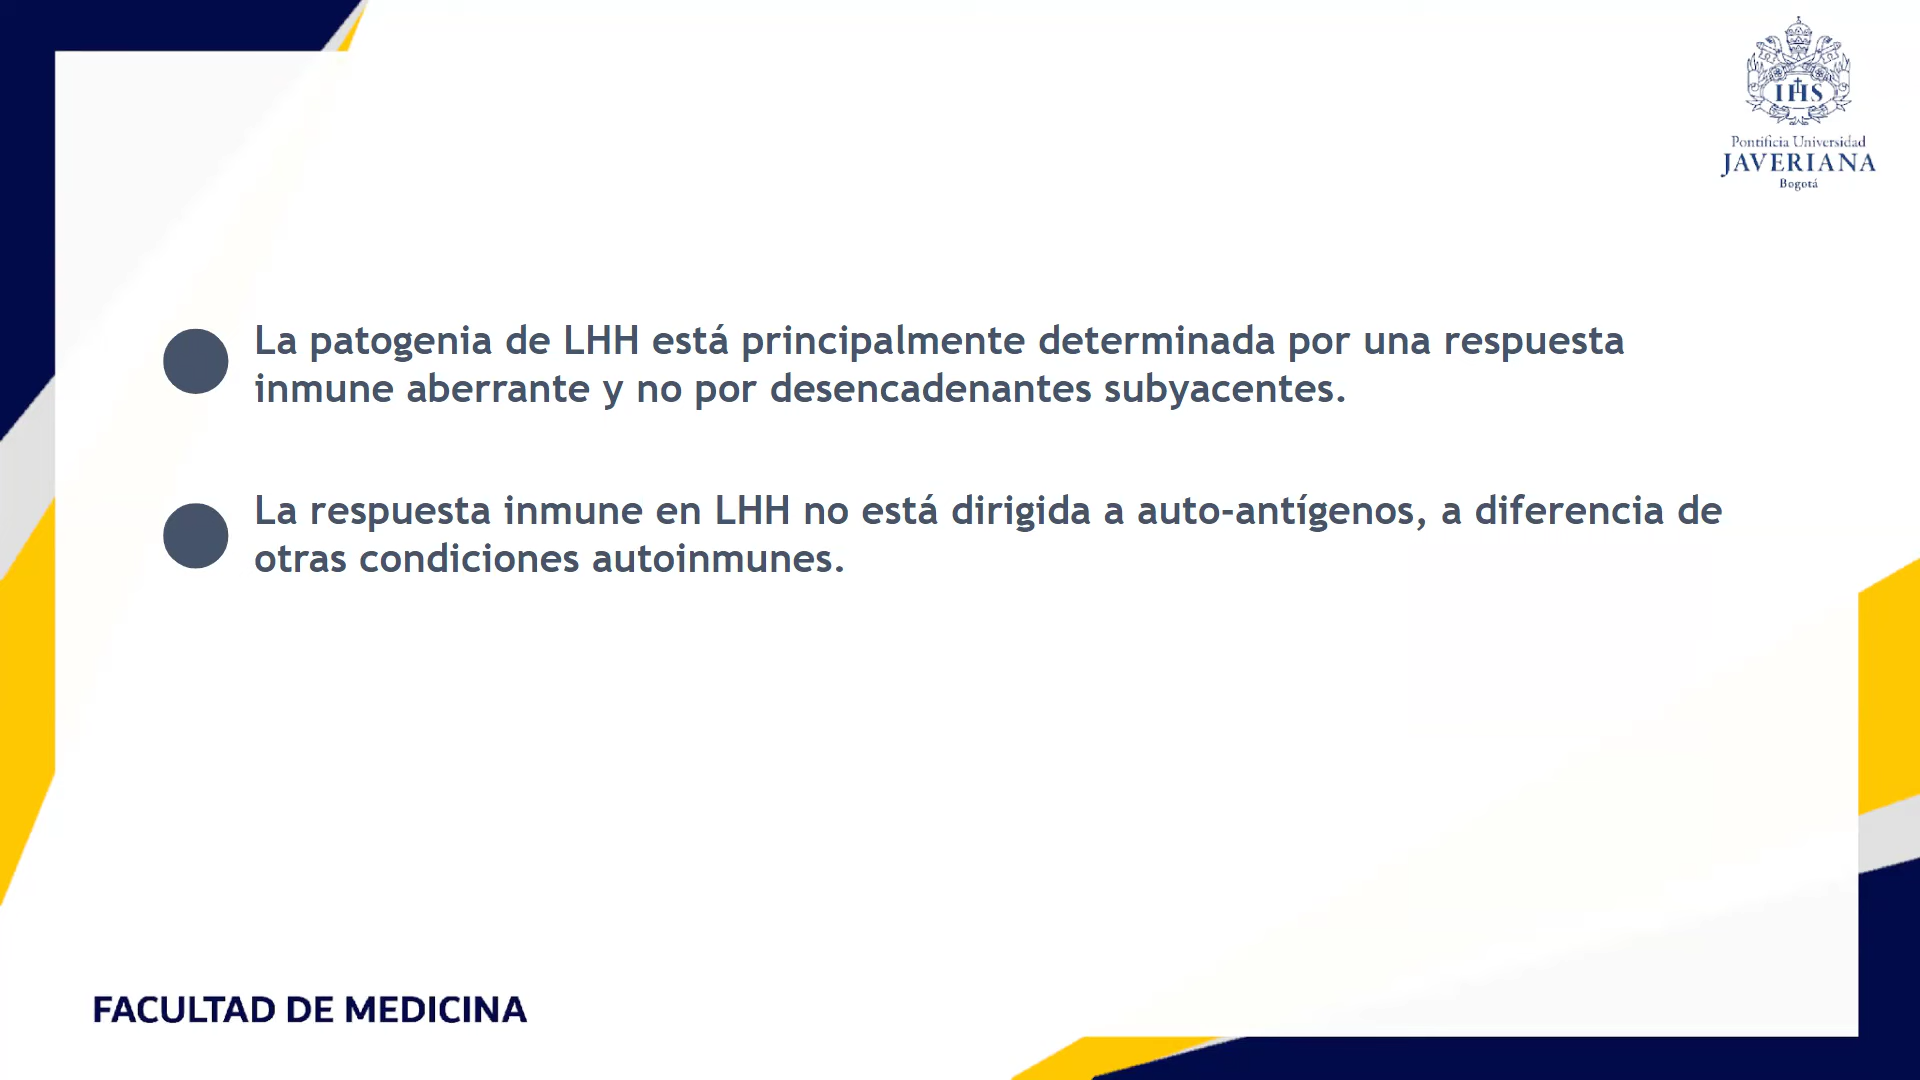 IHS
Pontificia Universidad
JAVERIANA
Bogotá
La patogenia de LHH está principalmente determinada por una respuesta
inmune aberrante y no por desencadenantes subyacentes.
La respuesta inmune en LHH no está dirigida a auto-antígenos, a diferencia de
otras condiciones autoinmunes.
FACULTAD DE MEDICINA